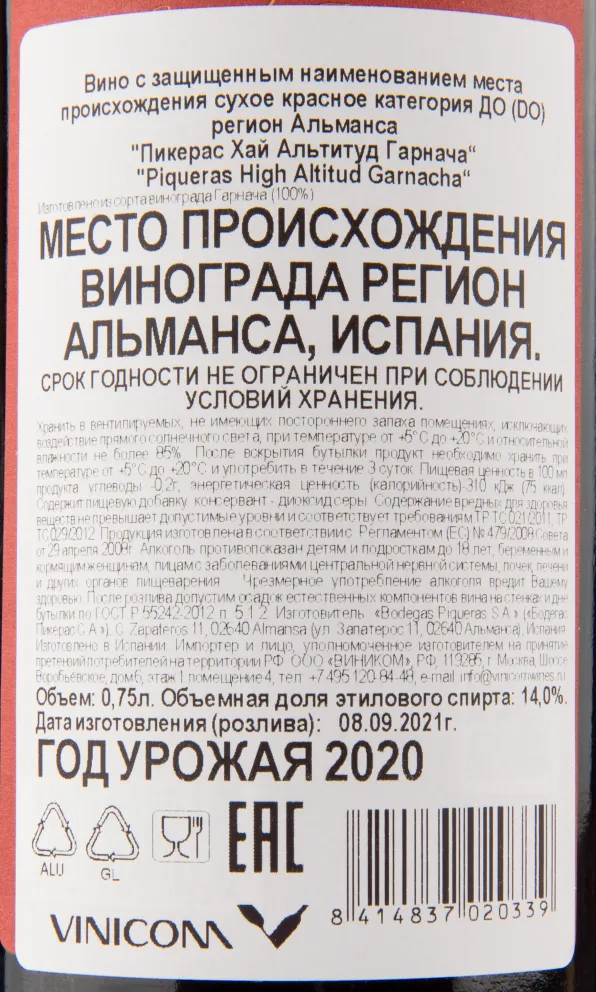 Вино с защищенным наименованием места
происхождения сухое красное категория ДО (DO)
регион Альманса
"Пикерас Хай Альтитуд Гарнача“
"Piqueras High Altitud Garnacha“
Изготовлено из сорта винограда Гарнача (100%)
МЕСТО ПРОИСХОЖДЕНИЯ
ВИНОГРАДА РЕГИОН
АЛЬМАНСА, ИСПАНИЯ.
СРОК ГОДНОСТИ НЕ ОГРАНИЧЕН ПРИ СОБЛЮДЕНИИ
УСЛОВИЙ ХРАНЕНИЯ.
Хранить в вентилируемых, не имеющих постороннего запаха помещениях, исключающих
воздействие прямого солнечного света, при температуре от +5°С до +20°С и относительной
влажности не более 85%. После вскрытия бутылки продукт необходимо хранить при
температуре от +5°С до +20°С и употребить в течение 3 суток. Пищевая ценность в 100 мл
продукта углеводы -0,2г, энергетическая ценность (калорийность)-310 кДж (75 ккал).
Содержит пищевую добавку консервант - диоксид серы. Содержание вредных для здоровья
веществ не превышает допустимые уровни и соответствует требованиям ТР ТС 021/2011, ТР
ТС 029/2012. Продукция изготовлена в соответствии с Регламентом (ЕС) № 479/2008 Совета
от 29 апреля 2008г. Алкоголь противопоказан детям и подросткам до 18 лет, беременным и
кормящим женщинам, лицам с заболеваниями центральной нервной системы, почек, печени
и других органов пищеварения. Чрезмерное употребление алкоголя вредит Вашему
здоровью. После розлива допустим осадок естественных компонентов вина на стенках и дне
бутылки по ГОСТ Р 55242-2012 п. 5.1.2. Изготовитель: «Bodegas Piqueras S.A.» («Бодегас
Пикерас С.А.»), C. Zapateros 11, 02640 Almansa (ул. Запатерос 11, 02640 Альманса) Испания
Изготовлено в Испании. Импортер и лицо, уполномоченное изготовителем на принятие
претензий потребителей на территории РФ: ООО «ВИНИКОМ», РФ, 119285, г. Москва, Шоссе
Воробьевское, дом 6, этаж 1 помещение 4, тел: +7 495 120-84-48, e-mail: info@vinicomwines.ru
Объем: 0,75л. Объемная доля этилового спирта: 14,0%.
Дата изготовления (розлива): 08.09.2021г.
ГОД УРОЖАЯ 2020
ALU
GL
EAC
VINICOM
8 414837 020339